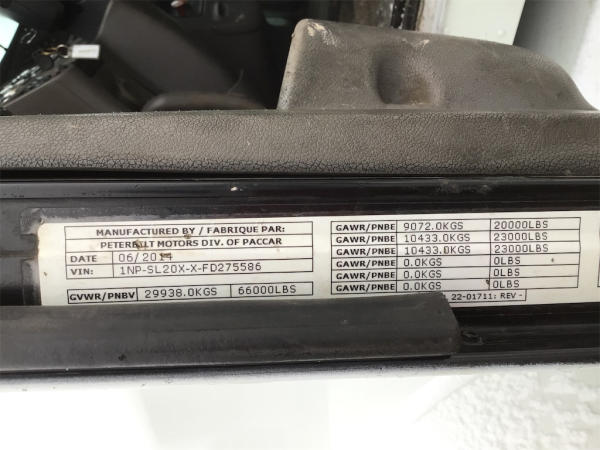 MANUFACTURED BY / FABRIQUE PAR:
PETERBILT MOTORS DIV. OF PACCAR
DATE 06/2014
VIN: 1NP-SL20X-X-FD275586
GVWR/PNBV 29938.0KGS 66000LBS
GAWR/PNBE 9072.0KGS 20000LBS
GAWR/PNBE 10433.0KGS 23000LBS
GAWR/PNBE 10433.0KGS 23000LBS
GAWR/PNBE 0.0KGS 0LBS
GAWR/PNBE 0.0KGS 0LBS
GAWR/PNBE 0.0KGS 0LBS
22-01711: REV -